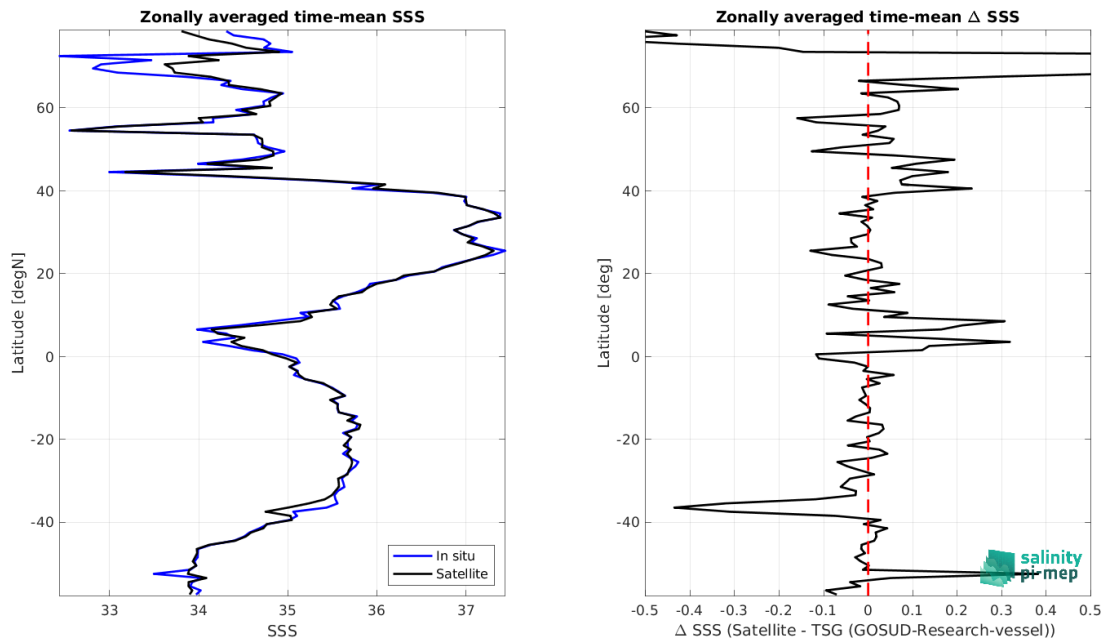 Zonally averaged time-mean SSS
Latitude [degN]
60
40
20
0
-20
-40
33
34
35
36
37
SSS
In situ
Satellite
Zonally averaged time-mean Δ SSS
Latitude [deg]
60
40
20
0
-20
-40
-0.5
-0.4
-0.3
-0.2
-0.1
0
0.1
0.2
0.3
0.4
0.5
Δ SSS (Satellite - TSG (GOSUD-Research-vessel))
salinity
pi-mep